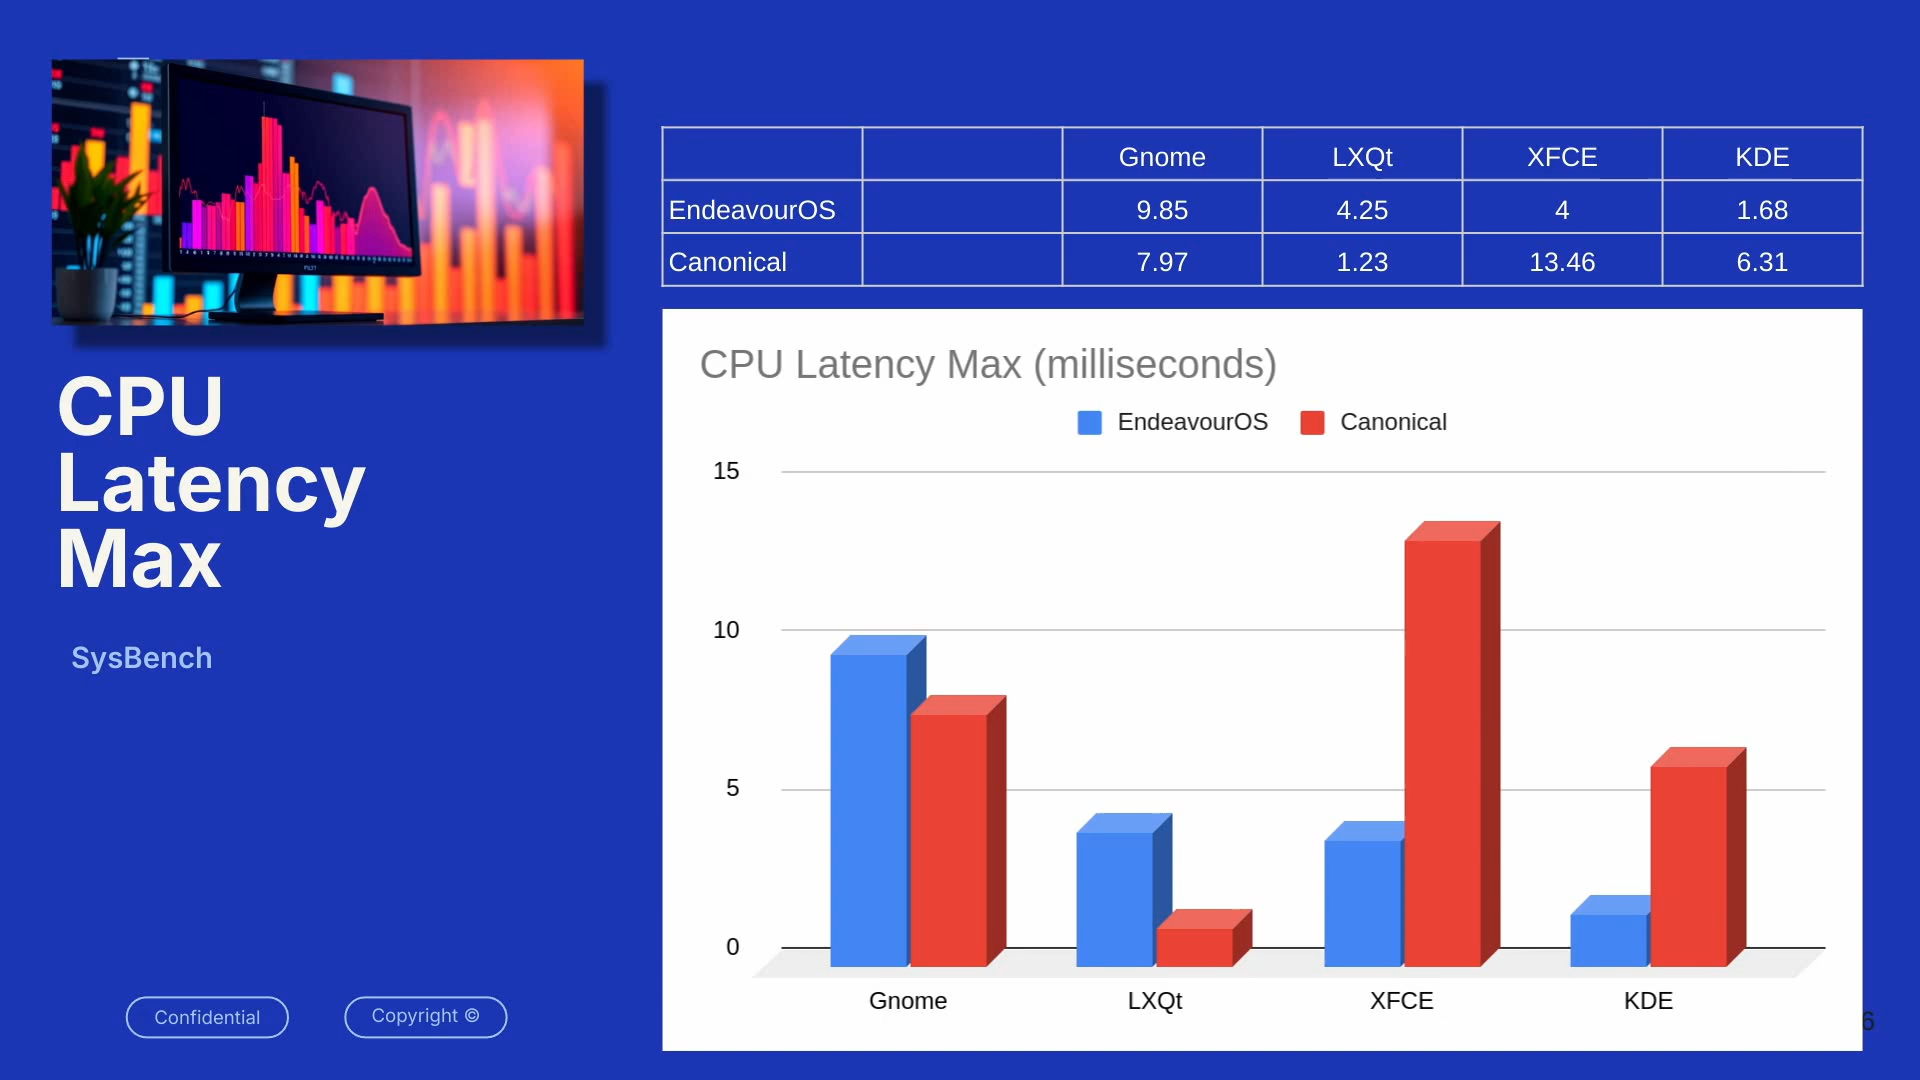 CPU
Latency
Max
SysBench
Confidential
Copyright ©
Gnome LXQt XFCE KDE
EndeavourOS 9.85 4.25 4 1.68
Canonical 7.97 1.23 13.46 6.31
CPU Latency Max (milliseconds)
EndeavourOS Canonical
15
10
5
0
Gnome LXQt XFCE KDE
6